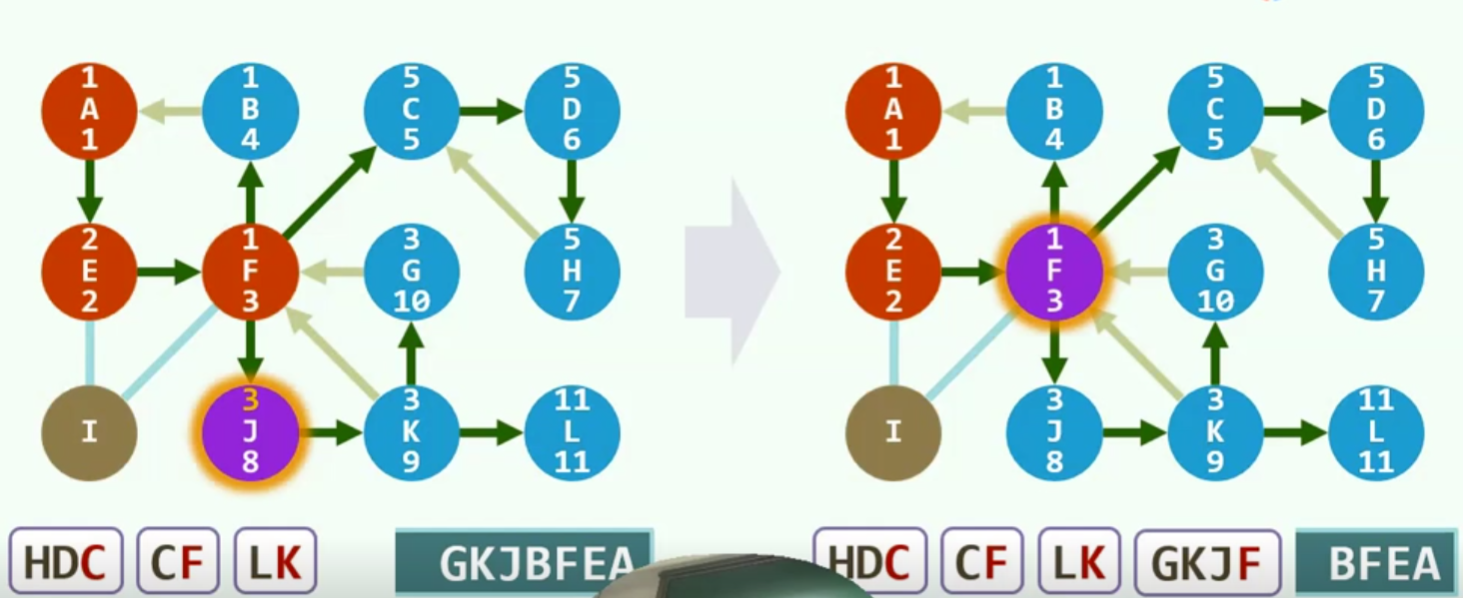 1 A 1
1 B 4
5 C 5
5 D 6
2 E 2
1 F 3
3 G 10
5 H 7
I
3 J 8
3 K 9
11 L 11
HDC CF LK GKJBFEA
1 A 1
1 B 4
5 C 5
5 D 6
2 E 2
1 F 3
3 G 10
5 H 7
I
3 J 8
3 K 9
11 L 11
HDC CF LK GKJF BFEA